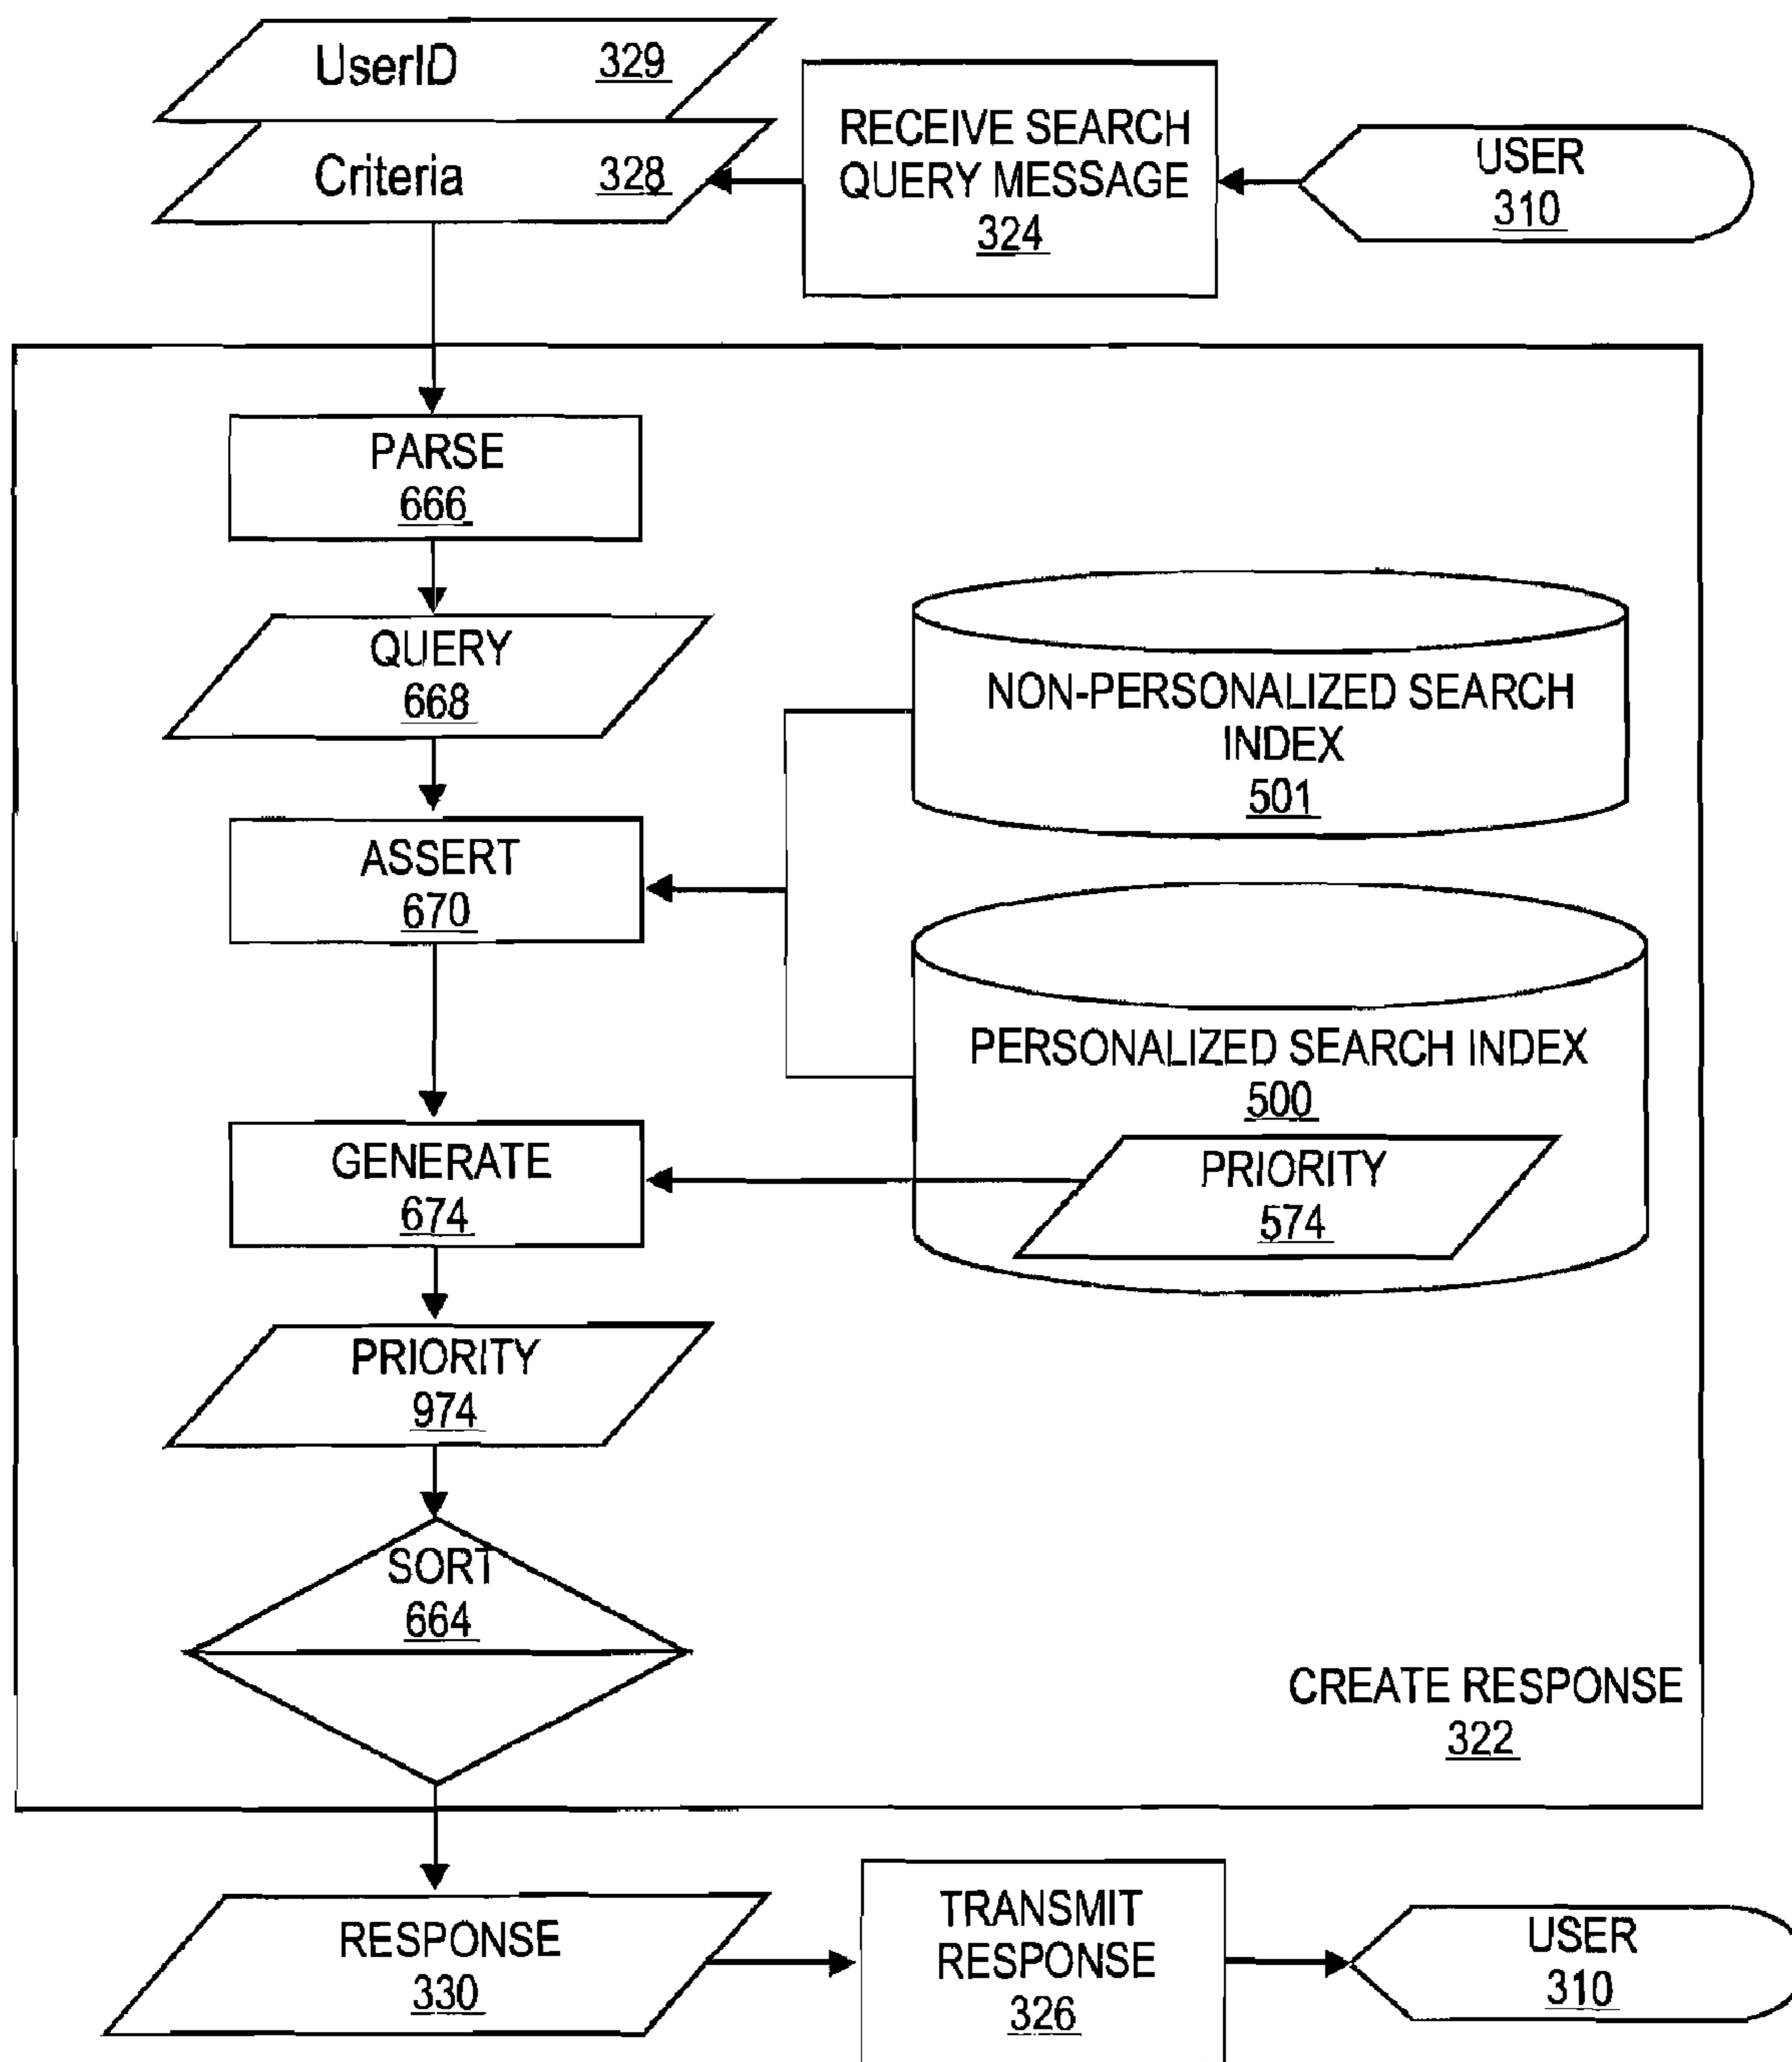 UserID 329
Criteria 328
RECEIVE SEARCH
QUERY MESSAGE
324
USER
310
PARSE
666
QUERY
668
NON-PERSONALIZED SEARCH
INDEX
501
ASSERT
670
PERSONALIZED SEARCH INDEX
500
GENERATE
674
PRIORITY
574
PRIORITY
974
SORT
664
CREATE RESPONSE
322
RESPONSE
330
TRANSMIT
RESPONSE
326
USER
310